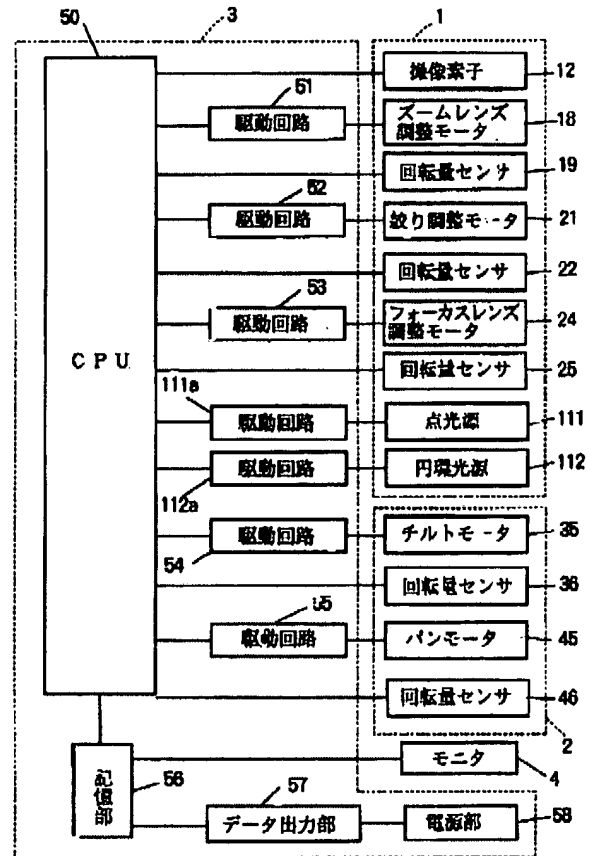 50
3
1
撮像素子
12
51
駆動回路
ズームレンズ
調整モータ
18
回転量センサ
19
52
駆動回路
絞り調整モータ
21
回転量センサ
22
53
駆動回路
フォーカスレンズ
調整モータ
24
CPU
回転量センサ
25
111a
駆動回路
点光源
111
駆動回路
円環光源
112
112a
駆動回路
チルトモータ
35
54
回転量センサ
36
55
駆動回路
パンモータ
45
回転量センサ
46
2
記憶部
56
モニタ
4
57
データ出力部
電源部
58